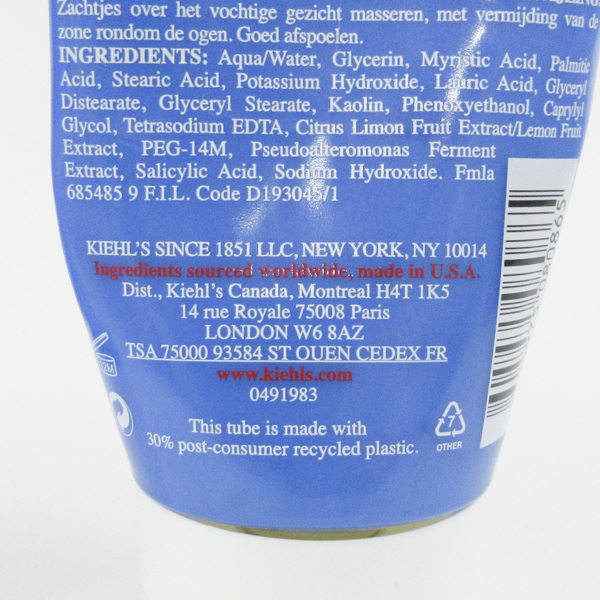 Zachtjes over het vochtige gezicht masseren, met vermijding van de
zone rondom de ogen. Goed afspoelen.
INGREDIENTS: Aqua/Water, Glycerin, Myristic Acid, Palmitic
Acid, Stearic Acid, Potassium Hydroxide, Lauric Acid, Glyceryl
Distearate, Glyceryl Stearate, Kaolin, Phenoxyethanol, Caprylyl
Glycol, Tetrasodium EDTA, Citrus Limon Fruit Extract/Lemon Fruit
Extract, PEG-14M, Pseudoalteromonas Ferment
Extract, Salicylic Acid, Sodium Hydroxide. Fmla
685485 9 F.I.L. Code D193045/1
KIEHL'S SINCE 1851 LLC, NEW YORK, NY 10014
Ingredients sourced worldwide, made in U.S.A.
Dist., Kiehl's Canada, Montreal H4T 1K5
14 rue Royale 75008 Paris
LONDON W6 8AZ
TSA 75000 93584 ST OUEN CEDEX FR
www.kiehls.com
0491983
This tube is made with
30% post-consumer recycled plastic.
7
OTHER